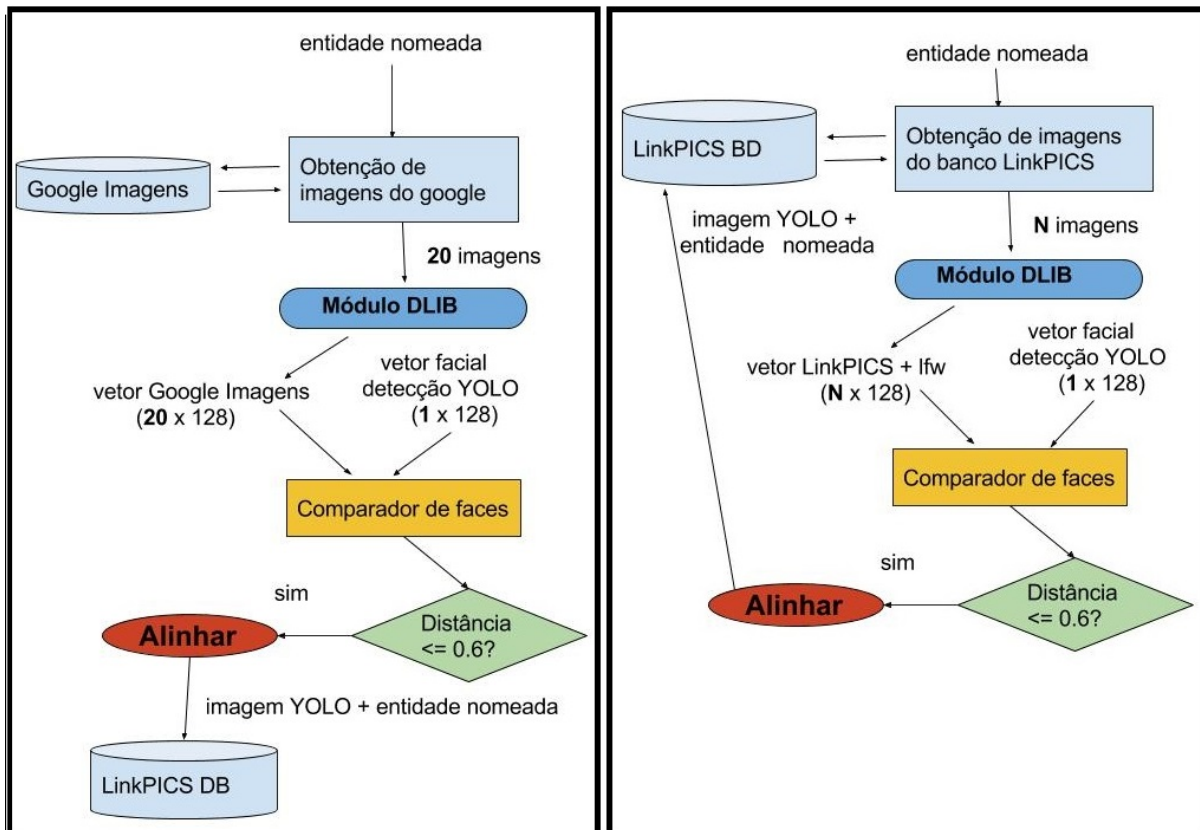 entidade nomeada
Google Imagens
Obtenção de
imagens do google
20 imagens
Módulo DLIB
vetor Google Imagens
(20 x 128)
vetor facial
detecção YOLO
(1 x 128)
Comparador de faces
Distância
<= 0.6?
sim
Alinhar
imagem YOLO + entidade nomeada
LinkPICS DB
entidade nomeada
LinkPICS BD
Obtenção de imagens
do banco LinkPICS
imagem YOLO +
entidade nomeada
N imagens
Módulo DLIB
vetor LinkPICS + lfw
(N x 128)
vetor facial
detecção YOLO
(1 x 128)
Comparador de faces
Distância
<= 0.6?
sim
Alinhar